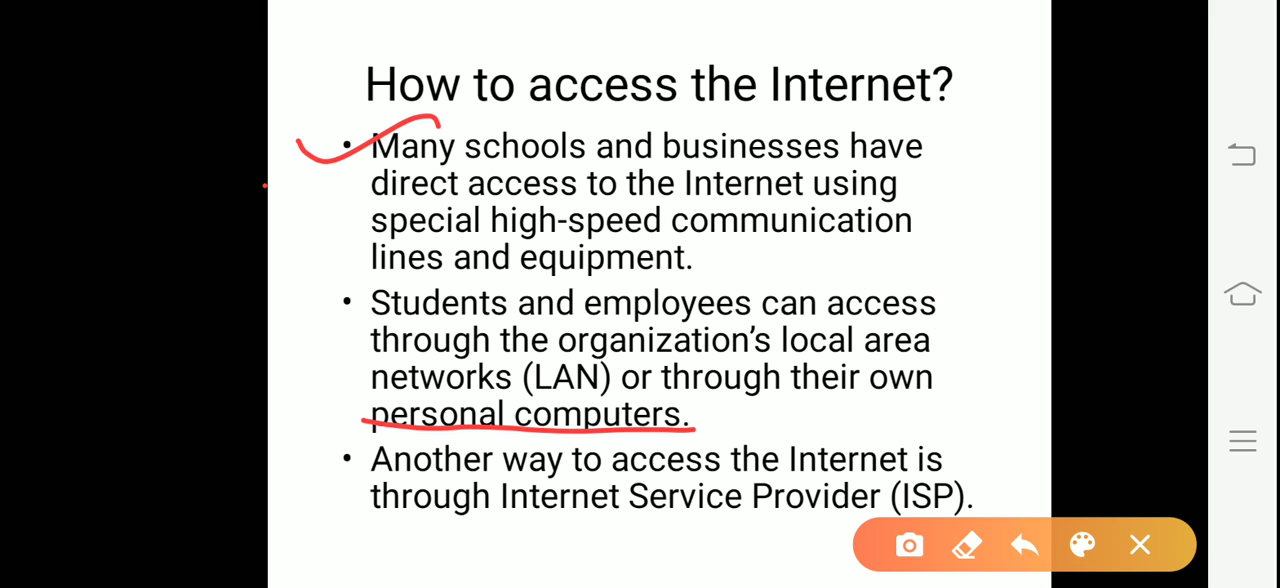 How to access the Internet?
• Many schools and businesses have
direct access to the Internet using
special high-speed communication
lines and equipment.
• Students and employees can access
through the organization's local area
networks (LAN) or through their own
personal computers.
• Another way to access the Internet is
through Internet Service Provider (ISP).